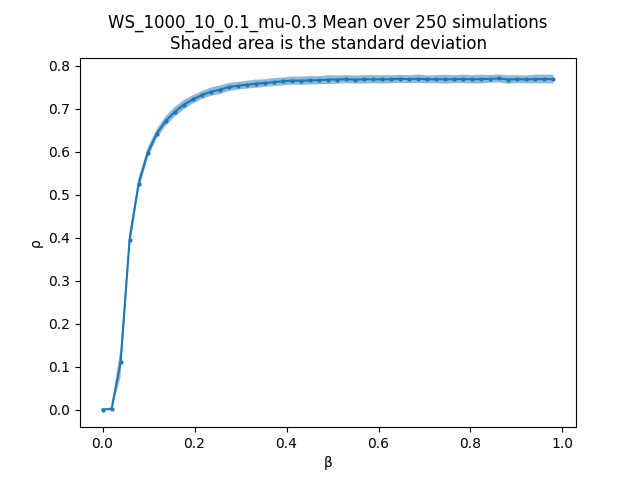 WS_1000_10_0.1_mu-0.3 Mean over 250 simulations
Shaded area is the standard deviation
0.8
0.7
0.6
0.5
0.4
0.3
0.2
0.1
0.0
ρ
0.0 0.2 0.4 0.6 0.8 1.0
β